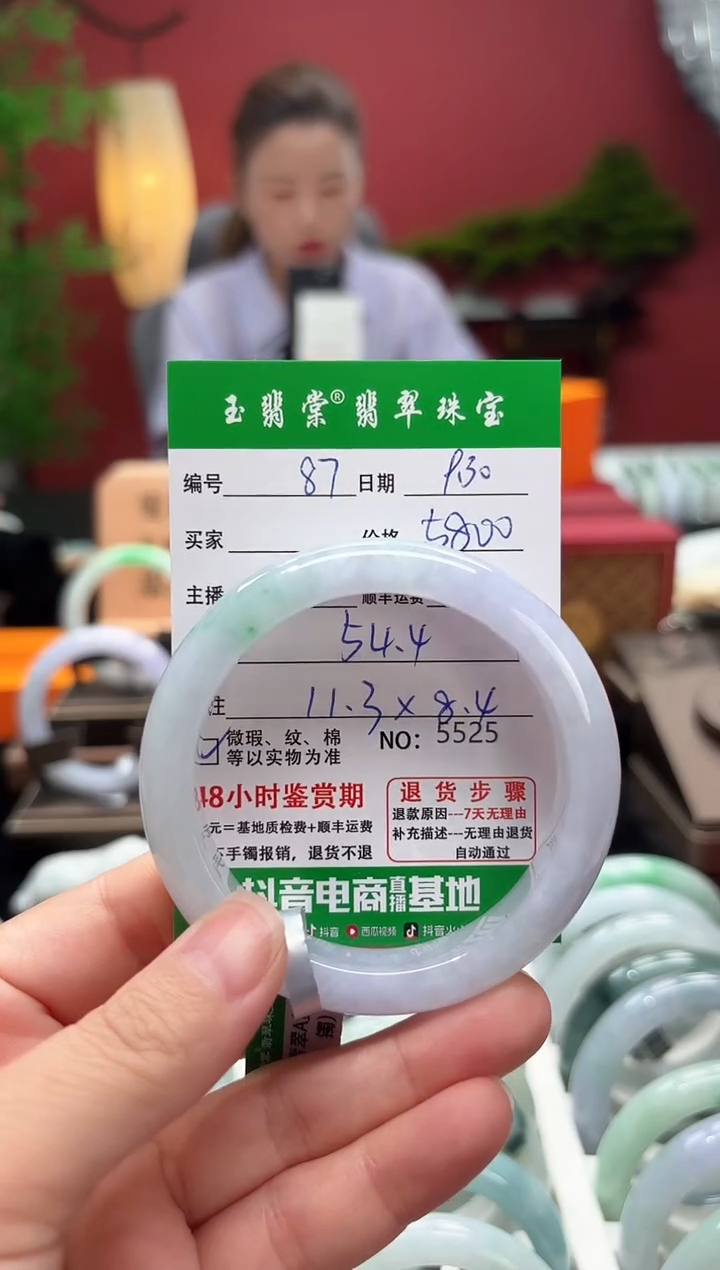 玉翡棠®翡翠珠宝
编号 87 日期 9.30
买家 价格 5800
主播 顺丰运费
54.4
注 11.3×8.4
微瑕、纹、棉
等以实物为准
NO: 5525
48小时鉴赏期
元=基地质检费+顺丰运费
手镯报销，退货不退
退货步骤
退款原因---7天无理由
补充描述---无理由退货
自动通过
抖音电商直播基地
抖音 西瓜视频 抖音火